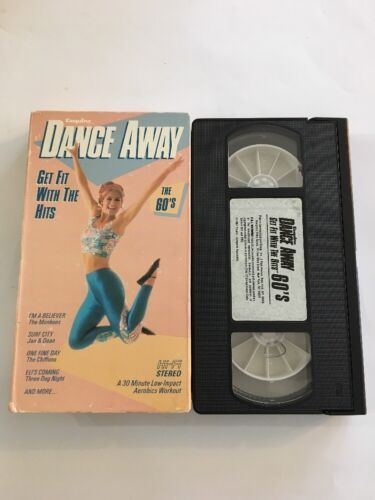 Esquire
DANCE AWAY
GET FIT
WITH THE
HITS
THE
60'S
I'M A BELIEVER
The Monkees
SURF CITY
Jan & Dean
ONE FINE DAY
The Chiffons
ELI'S COMING
Three Dog Night
AND MORE...
HI-FI
STEREO
A 30 Minute Low-Impact
Aerobics Workout
Esquire
DANCE AWAY
GET FIT WITH THE HITS
60'S